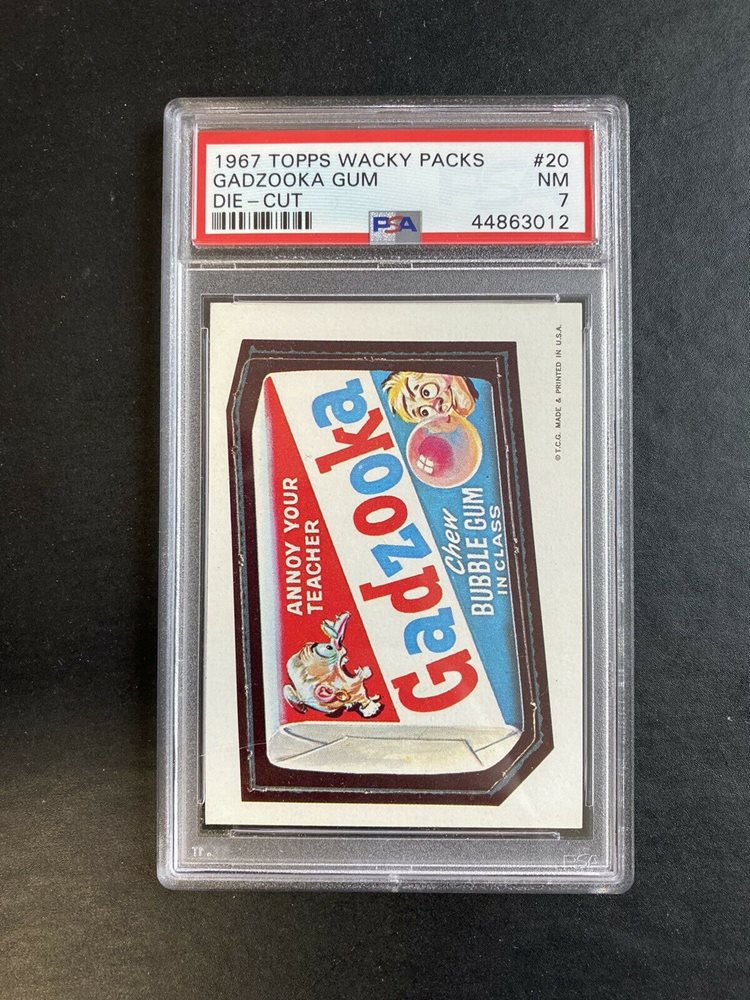 1967 TOPPS WACKY PACKS #20
GADZOOKA GUM NM
DIE-CUT 7
PSA 44863012
ANNOY YOUR
TEACHER
Gadzooka
Chew
BUBBLE GUM
IN CLASS
© T.C.G. MADE & PRINTED IN U.S.A.
PSA